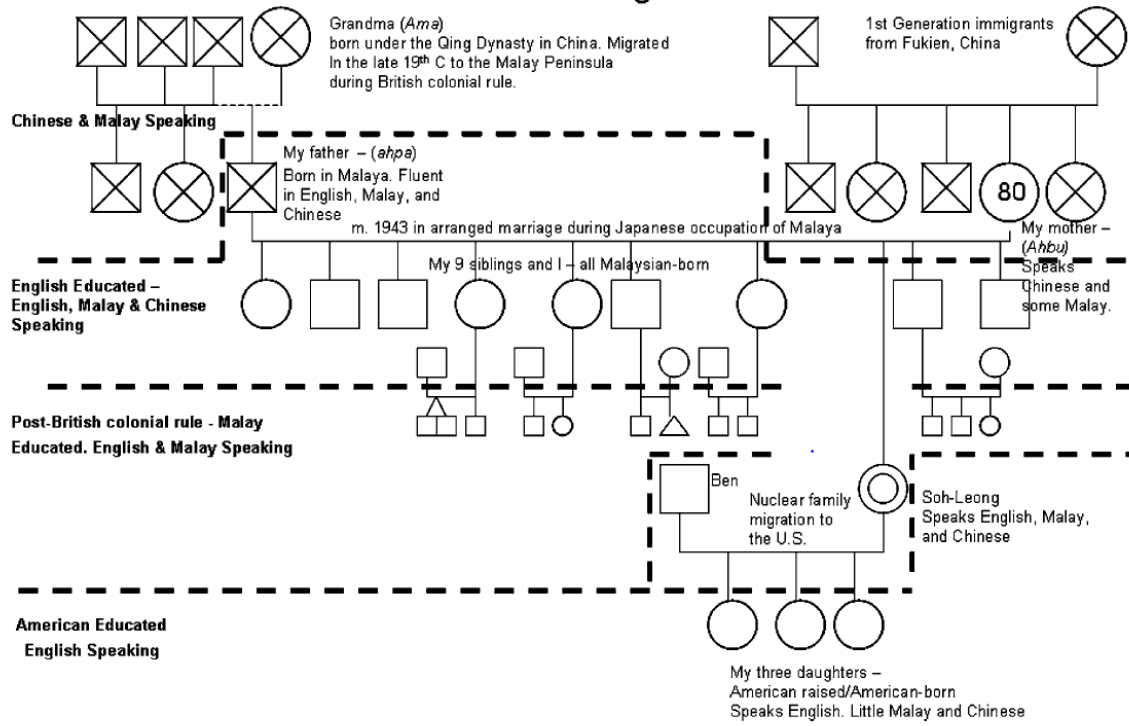 Grandma (Ama)
born under the Qing Dynasty in China. Migrated
In the late 19th C to the Malay Peninsula
during British colonial rule.
1st Generation immigrants
from Fukien, China
Chinese & Malay Speaking
My father – (ahpa)
Born in Malaya. Fluent
in English, Malay, and
Chinese
80
m. 1943 in arranged marriage during Japanese occupation of Malaya
My mother –
(Ahbu)
Speaks
Chinese and
some Malay.
My 9 siblings and I – all Malaysian-born
English Educated –
English, Malay & Chinese
Speaking
Post-British colonial rule - Malay
Educated. English & Malay Speaking
Ben
Nuclear family
migration to
the U.S.
Soh-Leong
Speaks English, Malay,
and Chinese
American Educated
English Speaking
My three daughters –
American raised/American-born
Speaks English. Little Malay and Chinese